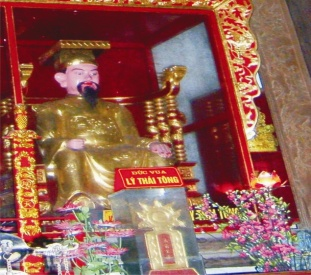 ĐỨC VUA
LÝ THÁI TÔNG